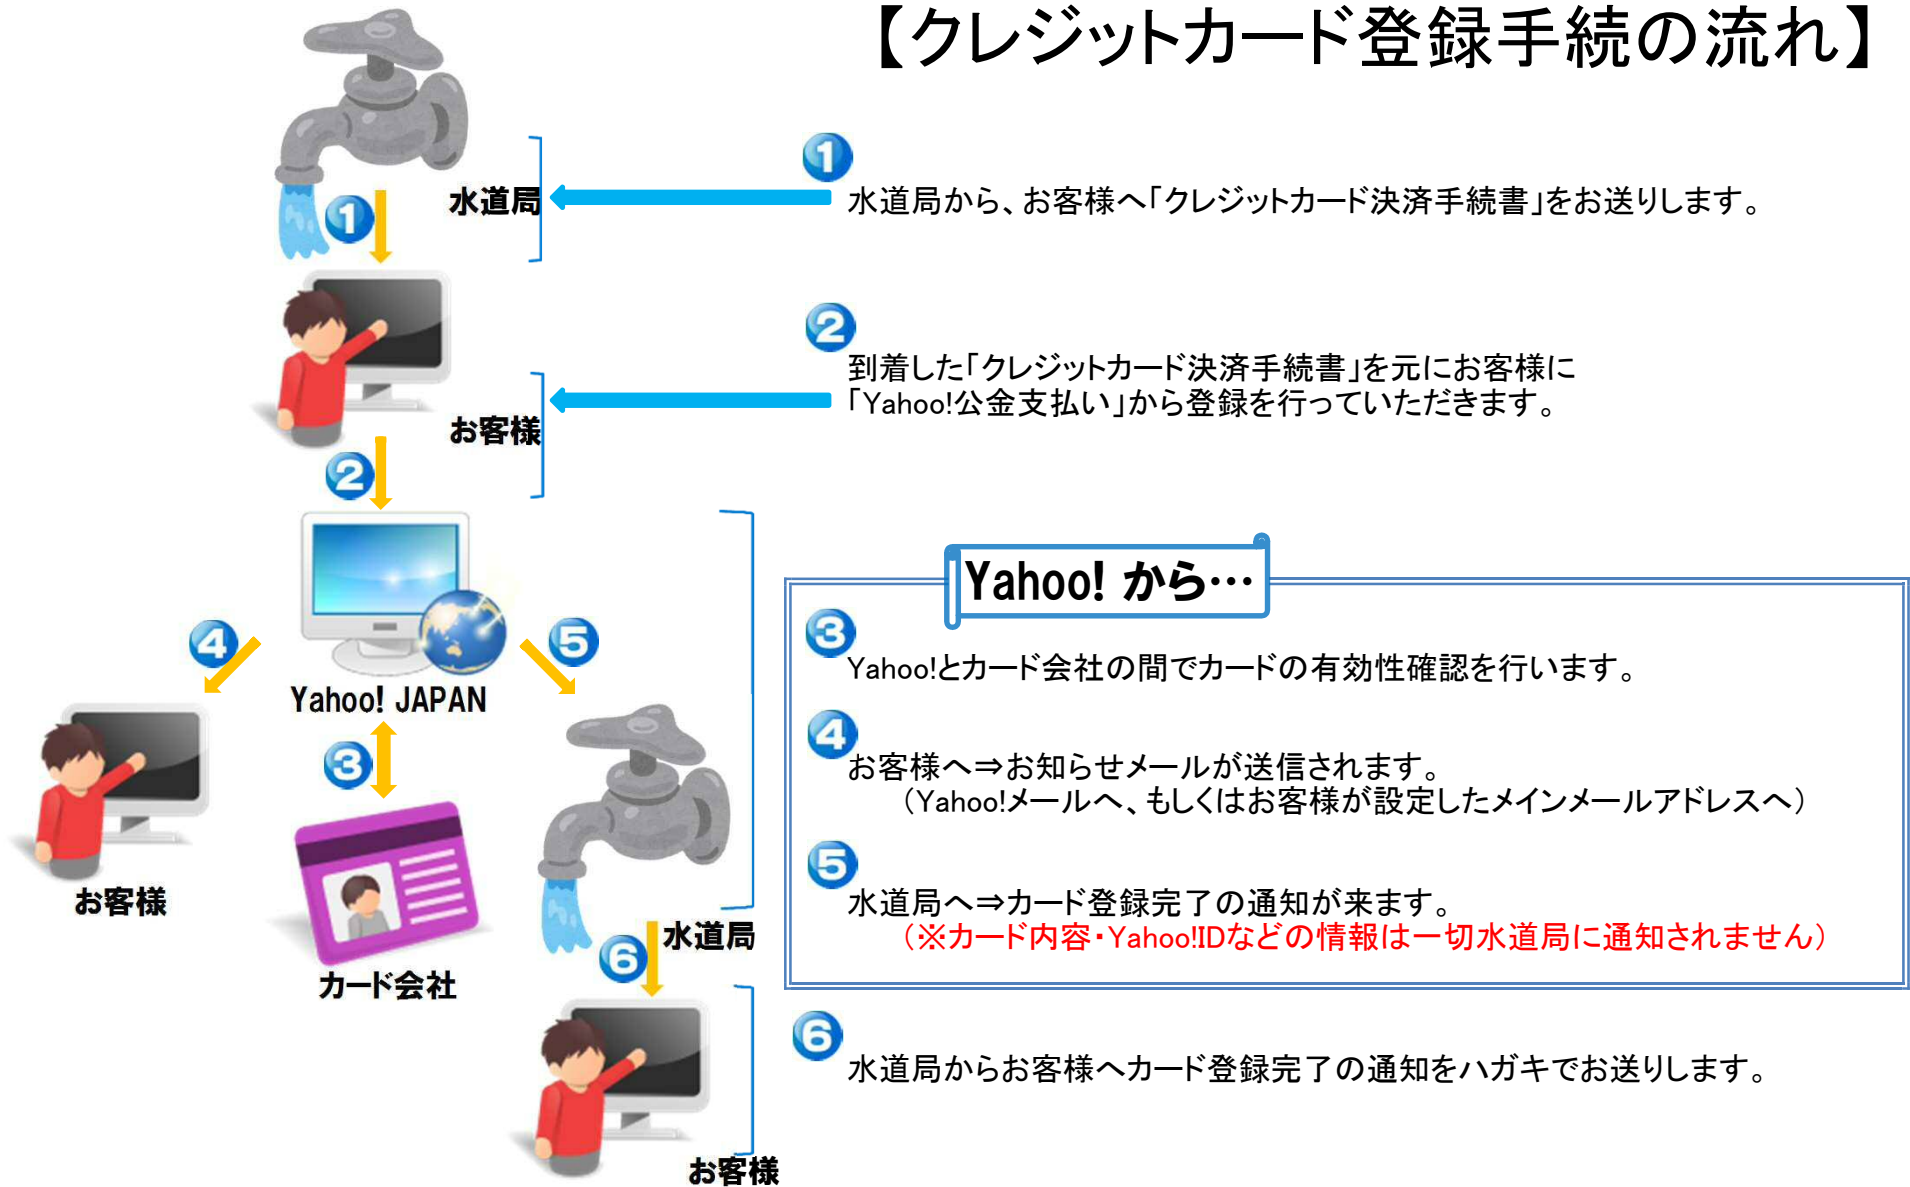 【クレジットカード登録手続の流れ】
①
水道局から、お客様へ「クレジットカード決済手続書」をお送りします。
水道局
①
②
到着した「クレジットカード決済手続書」を元にお客様に
「Yahoo!公金支払い」から登録を行っていただきます。
お客様
②
Yahoo! から…
③
Yahoo!とカード会社の間でカードの有効性確認を行います。
④
お客様へ⇒お知らせメールが送信されます。
（Yahoo!メールへ、もしくはお客様が設定したメインメールアドレスへ）
⑤
水道局へ⇒カード登録完了の通知が来ます。
（※カード内容・Yahoo!IDなどの情報は一切水道局に通知されません）
④
⑤
Yahoo! JAPAN
③
お客様
カード会社
水道局
⑥
⑥
水道局からお客様へカード登録完了の通知をハガキでお送りします。
お客様